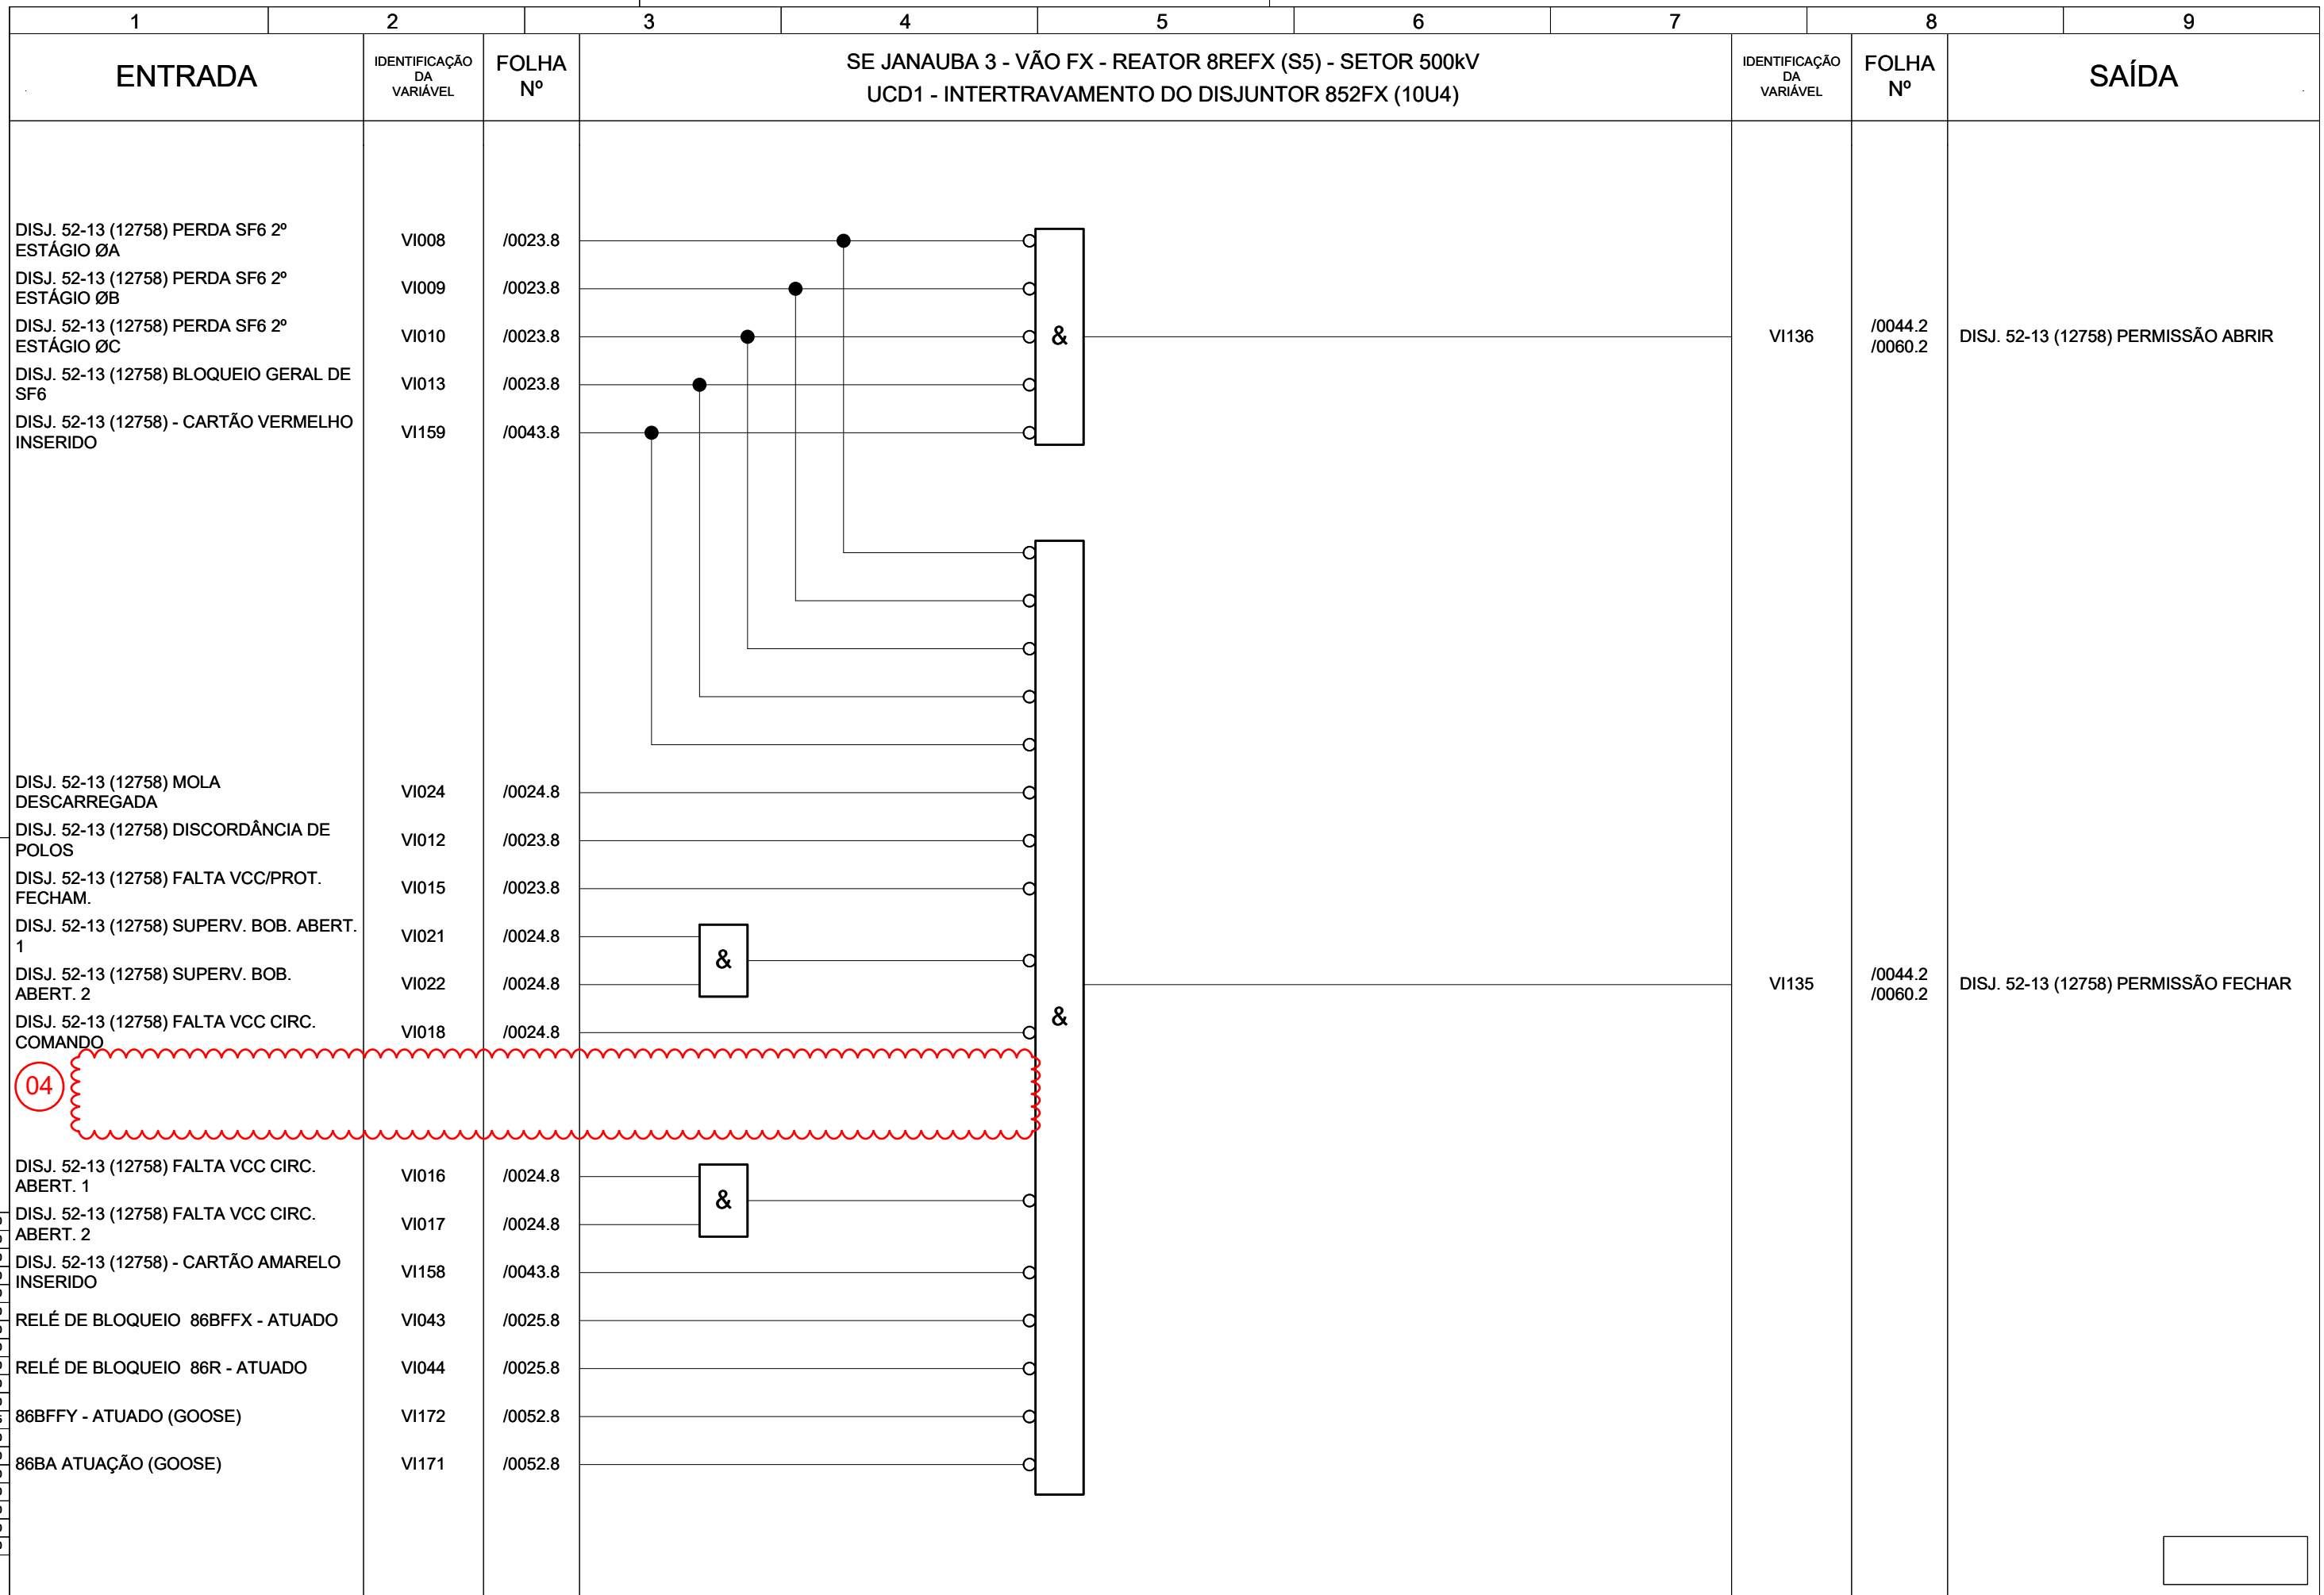 1 2 3 4 5 6 7 8 9
ENTRADA
IDENTIFICAÇÃO
DA
VARIÁVEL
FOLHA
Nº
SE JANAUBA 3 - VÃO FX - REATOR 8REFX (S5) - SETOR 500kV
UCD1 - INTERTRAVAMENTO DO DISJUNTOR 852FX (10U4)
IDENTIFICAÇÃO
DA
VARIÁVEL
FOLHA
Nº
SAÍDA
DISJ. 52-13 (12758) PERDA SF6 2º
ESTÁGIO ØA
VI008 /0023.8
DISJ. 52-13 (12758) PERDA SF6 2º
ESTÁGIO ØB
VI009 /0023.8
DISJ. 52-13 (12758) PERDA SF6 2º
ESTÁGIO ØC
VI010 /0023.8
&
VI136
/0044.2
/0060.2
DISJ. 52-13 (12758) PERMISSÃO ABRIR
DISJ. 52-13 (12758) BLOQUEIO GERAL DE
SF6
VI013 /0023.8
DISJ. 52-13 (12758) - CARTÃO VERMELHO
INSERIDO
VI159 /0043.8
DISJ. 52-13 (12758) MOLA
DESCARREGADA
VI024 /0024.8
DISJ. 52-13 (12758) DISCORDÂNCIA DE
POLOS
VI012 /0023.8
DISJ. 52-13 (12758) FALTA VCC/PROT.
FECHAM.
VI015 /0023.8
DISJ. 52-13 (12758) SUPERV. BOB. ABERT.
1
VI021 /0024.8
&
DISJ. 52-13 (12758) SUPERV. BOB.
ABERT. 2
VI022 /0024.8
VI135
/0044.2
/0060.2
DISJ. 52-13 (12758) PERMISSÃO FECHAR
DISJ. 52-13 (12758) FALTA VCC CIRC.
COMANDO
VI018 /0024.8
&
04
DISJ. 52-13 (12758) FALTA VCC CIRC.
ABERT. 1
VI016 /0024.8
&
DISJ. 52-13 (12758) FALTA VCC CIRC.
ABERT. 2
VI017 /0024.8
DISJ. 52-13 (12758) - CARTÃO AMARELO
INSERIDO
VI158 /0043.8
RELÉ DE BLOQUEIO 86BFFX - ATUADO VI043 /0025.8
RELÉ DE BLOQUEIO 86R - ATUADO VI044 /0025.8
86BFFY - ATUADO (GOOSE) VI172 /0052.8
86BA ATUAÇÃO (GOOSE) VI171 /0052.8